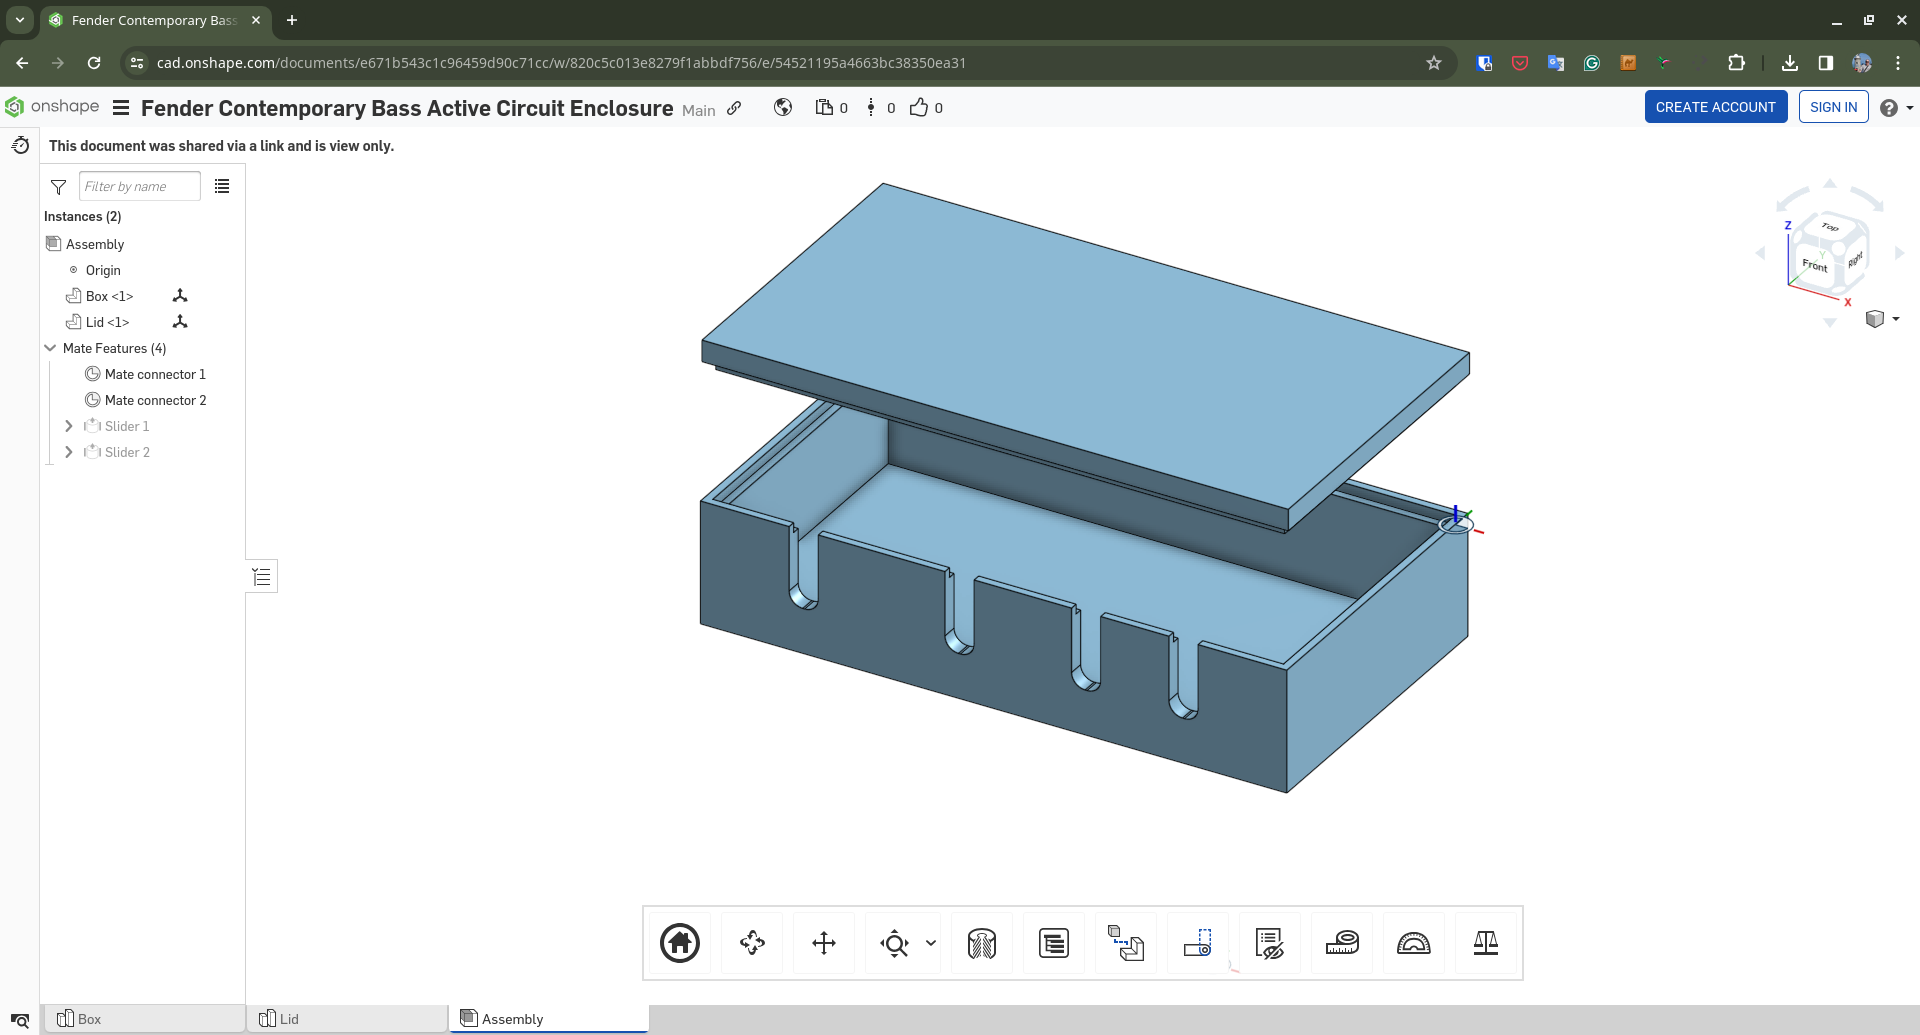 Fender Contemporary Bass
cad.onshape.com/documents/e671b543c1c96459d90c71cc/w/820c5c013e8279f1abbdf756/e/54521195a4663bc38350ea31
onshape Fender Contemporary Bass Active Circuit Enclosure Main 0 0 0 CREATE ACCOUNT SIGN IN
This document was shared via a link and is view only.
Filter by name
Instances (2)
Assembly
Origin
Box <1>
Lid <1>
Mate Features (4)
Mate connector 1
Mate connector 2
Slider 1
Slider 2
Z
Top
Y
Front
Right
X
Box
Lid
Assembly